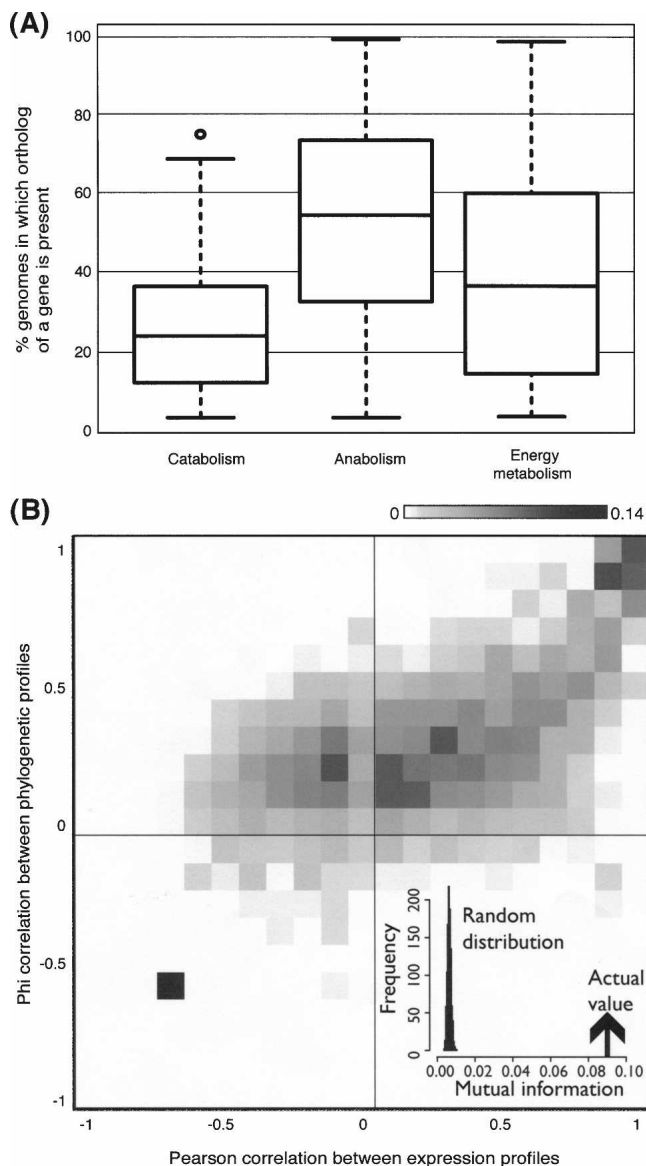 (A)
% genomes in which ortholog
of a gene is present
100
80
60
40
20
0
Catabolism
Anabolism
Energy
metabolism
(B)
0
0.14
Phi correlation between phylogenetic profiles
1
0.5
0
-0.5
-1
-1
-0.5
0
0.5
1
Pearson correlation between expression profiles
Frequency
200
150
100
50
0
Random
distribution
Actual
value
0.00 0.02 0.04 0.06 0.08 0.10
Mutual information